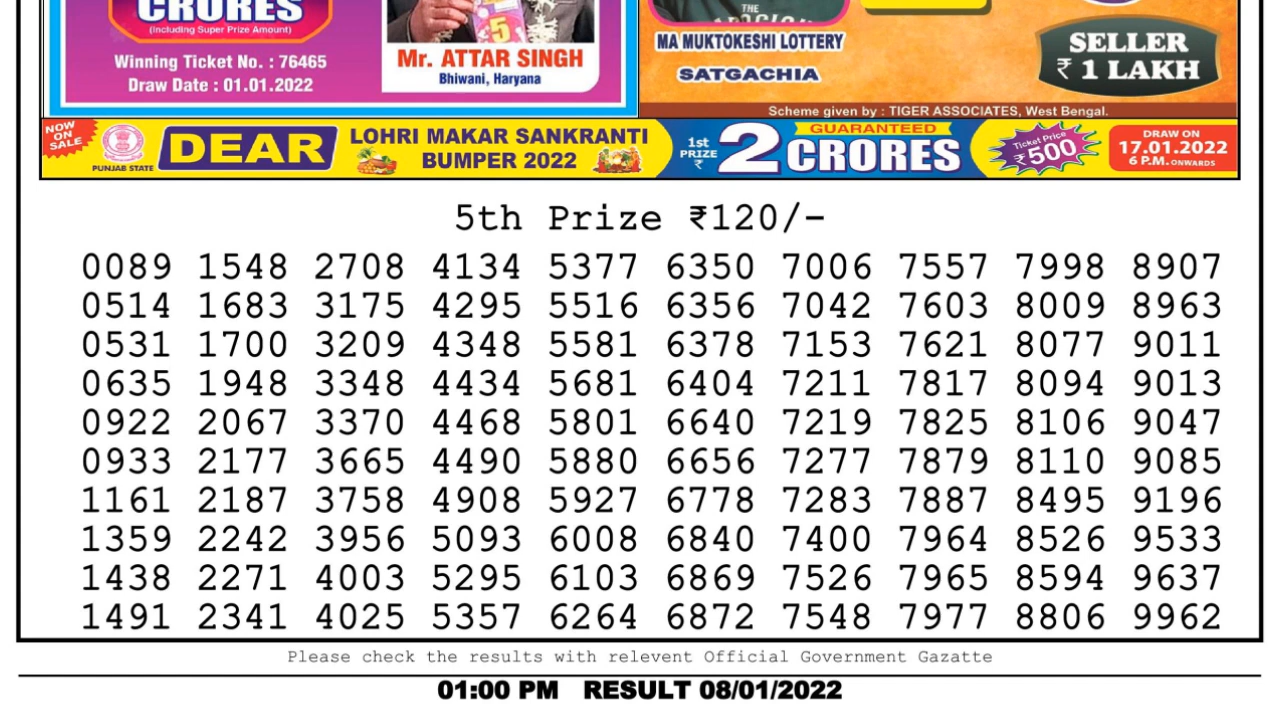 CRORES
(Including Super Prize Amount)
Winning Ticket No. : 76465
Draw Date : 01.01.2022
₹5
Mr. ATTAR SINGH
Bhiwani, Haryana
THE
MA MUKTOKESHI LOTTERY
SATGACHIA
SELLER
₹ 1 LAKH
Scheme given by : TIGER ASSOCIATES, West Bengal.
NOW
ON
SALE
PUNJAB STATE
DEAR
LOHRI MAKAR SANKRANTI
BUMPER 2022
1st
PRIZE
₹
2
GUARANTEED
CRORES
Ticket Price
₹500
DRAW ON
17.01.2022
6 P.M. ONWARDS
5th Prize ₹120/-
0089 1548 2708 4134 5377 6350 7006 7557 7998 8907
0514 1683 3175 4295 5516 6356 7042 7603 8009 8963
0531 1700 3209 4348 5581 6378 7153 7621 8077 9011
0635 1948 3348 4434 5681 6404 7211 7817 8094 9013
0922 2067 3370 4468 5801 6640 7219 7825 8106 9047
0933 2177 3665 4490 5880 6656 7277 7879 8110 9085
1161 2187 3758 4908 5927 6778 7283 7887 8495 9196
1359 2242 3956 5093 6008 6840 7400 7964 8526 9533
1438 2271 4003 5295 6103 6869 7526 7965 8594 9637
1491 2341 4025 5357 6264 6872 7548 7977 8806 9962
Please check the results with relevent Official Government Gazatte
01:00 PM RESULT 08/01/2022